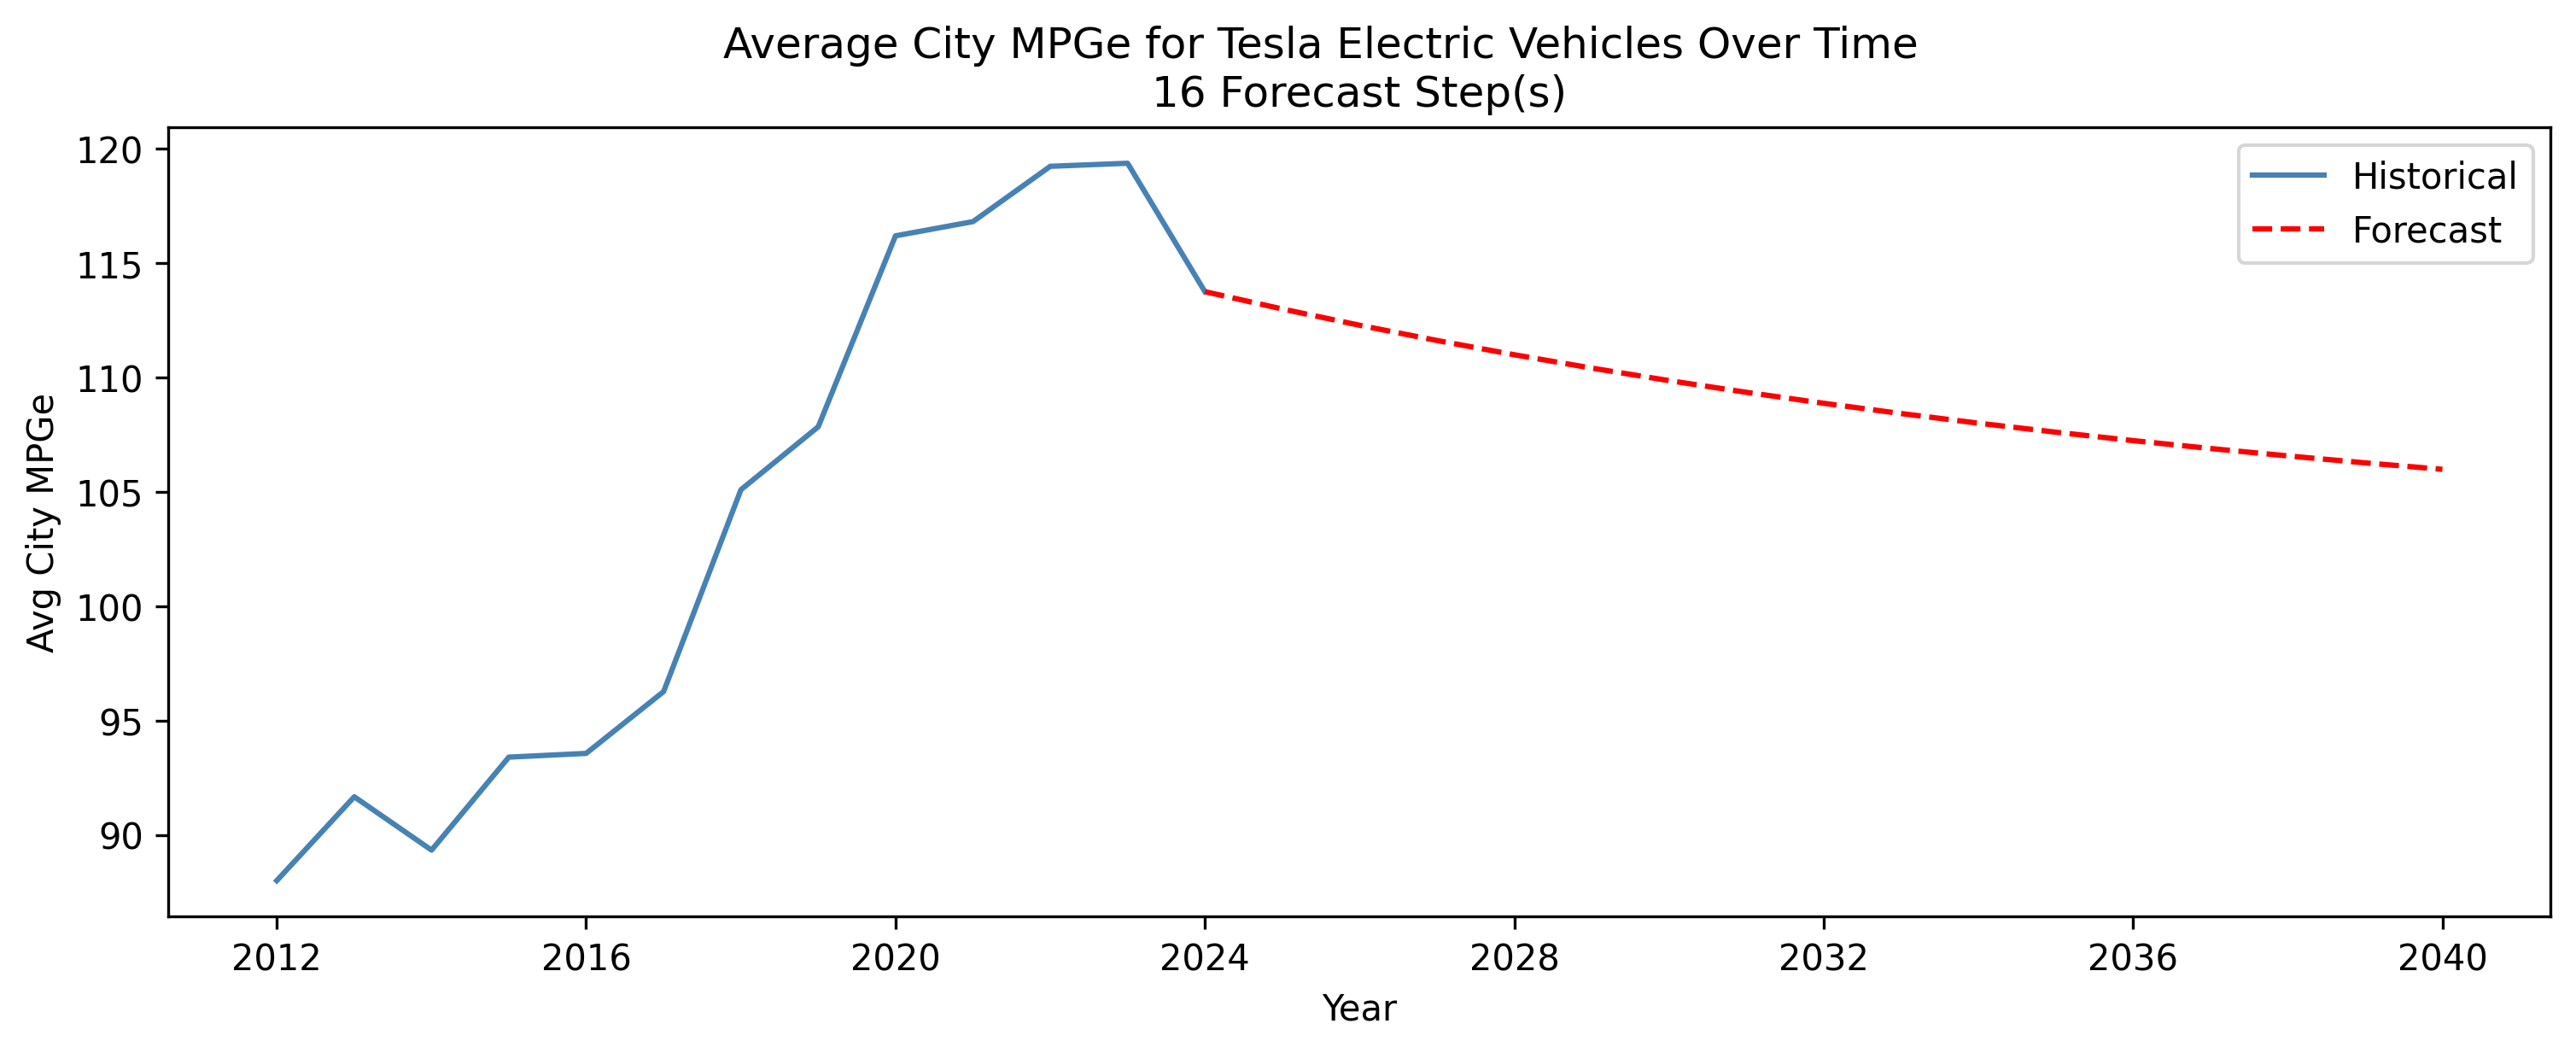 Average City MPGe for Tesla Electric Vehicles Over Time
16 Forecast Step(s)
120
115
110
105
100
95
90
Avg City MPGe
Historical
Forecast
2012
2016
2020
2024
2028
2032
2036
2040
Year